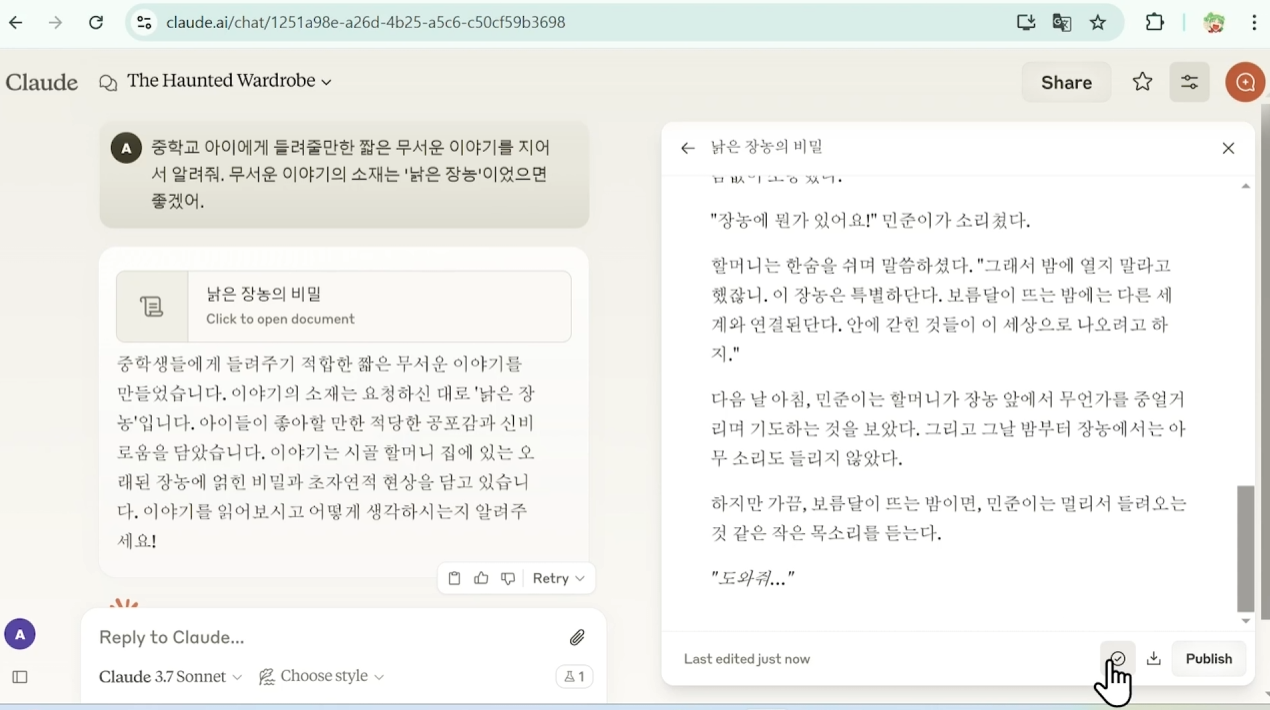 claude.ai/chat/1251a98e-a26d-4b25-a5c6-c50cf59b3698
Claude
The Haunted Wardrobe
Share
A
중학교 아이에게 들려줄만한 짧은 무서운 이야기를 지어
서 알려줘. 무서운 이야기의 소재는 '낡은 장농'이었으면
좋겠어.
낡은 장농의 비밀
Click to open document
중학생들에게 들려주기 적합한 짧은 무서운 이야기를
만들었습니다. 이야기의 소재는 요청하신 대로 '낡은 장
농'입니다. 아이들이 좋아할 만한 적당한 공포감과 신비
로움을 담았습니다. 이야기는 시골 할머니 집에 있는 오
래된 장농에 얽힌 비밀과 초자연적 현상을 담고 있습니
다. 이야기를 읽어보시고 어떻게 생각하시는지 알려주
세요!
Retry
A
Reply to Claude...
Claude 3.7 Sonnet
Choose style
1
낡은 장농의 비밀
"장농에 뭔가 있어요!" 민준이가 소리쳤다.
할머니는 한숨을 쉬며 말씀하셨다. "그래서 밤에 열지 말라고
했잖니. 이 장농은 특별하단다. 보름달이 뜨는 밤에는 다른 세
계와 연결된단다. 안에 갇힌 것들이 이 세상으로 나오려고 하
지."
다음 날 아침, 민준이는 할머니가 장농 앞에서 무언가를 중얼거
리며 기도하는 것을 보았다. 그리고 그날 밤부터 장농에서는 아
무 소리도 들리지 않았다.
하지만 가끔, 보름달이 뜨는 밤이면, 민준이는 멀리서 들려오는
것 같은 작은 목소리를 듣는다.
"도와줘..."
Last edited just now
Publish